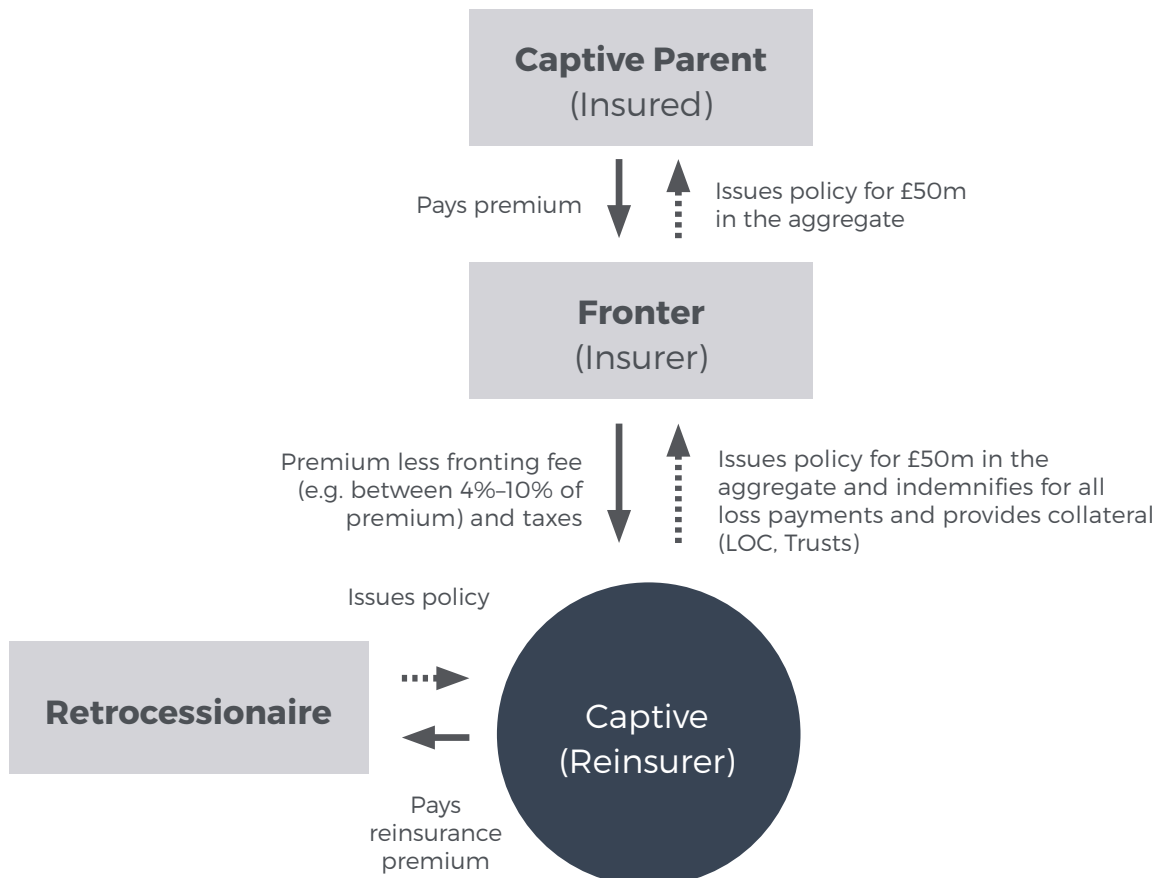 Captive Parent
(Insured)
Pays premium
Issues policy for £50m
in the aggregate
Fronter
(Insurer)
Premium less fronting fee
(e.g. between 4%–10% of
premium) and taxes
Issues policy for £50m in the
aggregate and indemnifies for all
loss payments and provides collateral
(LOC, Trusts)
Issues policy
Retrocessionaire
Captive
(Reinsurer)
Pays
reinsurance
premium